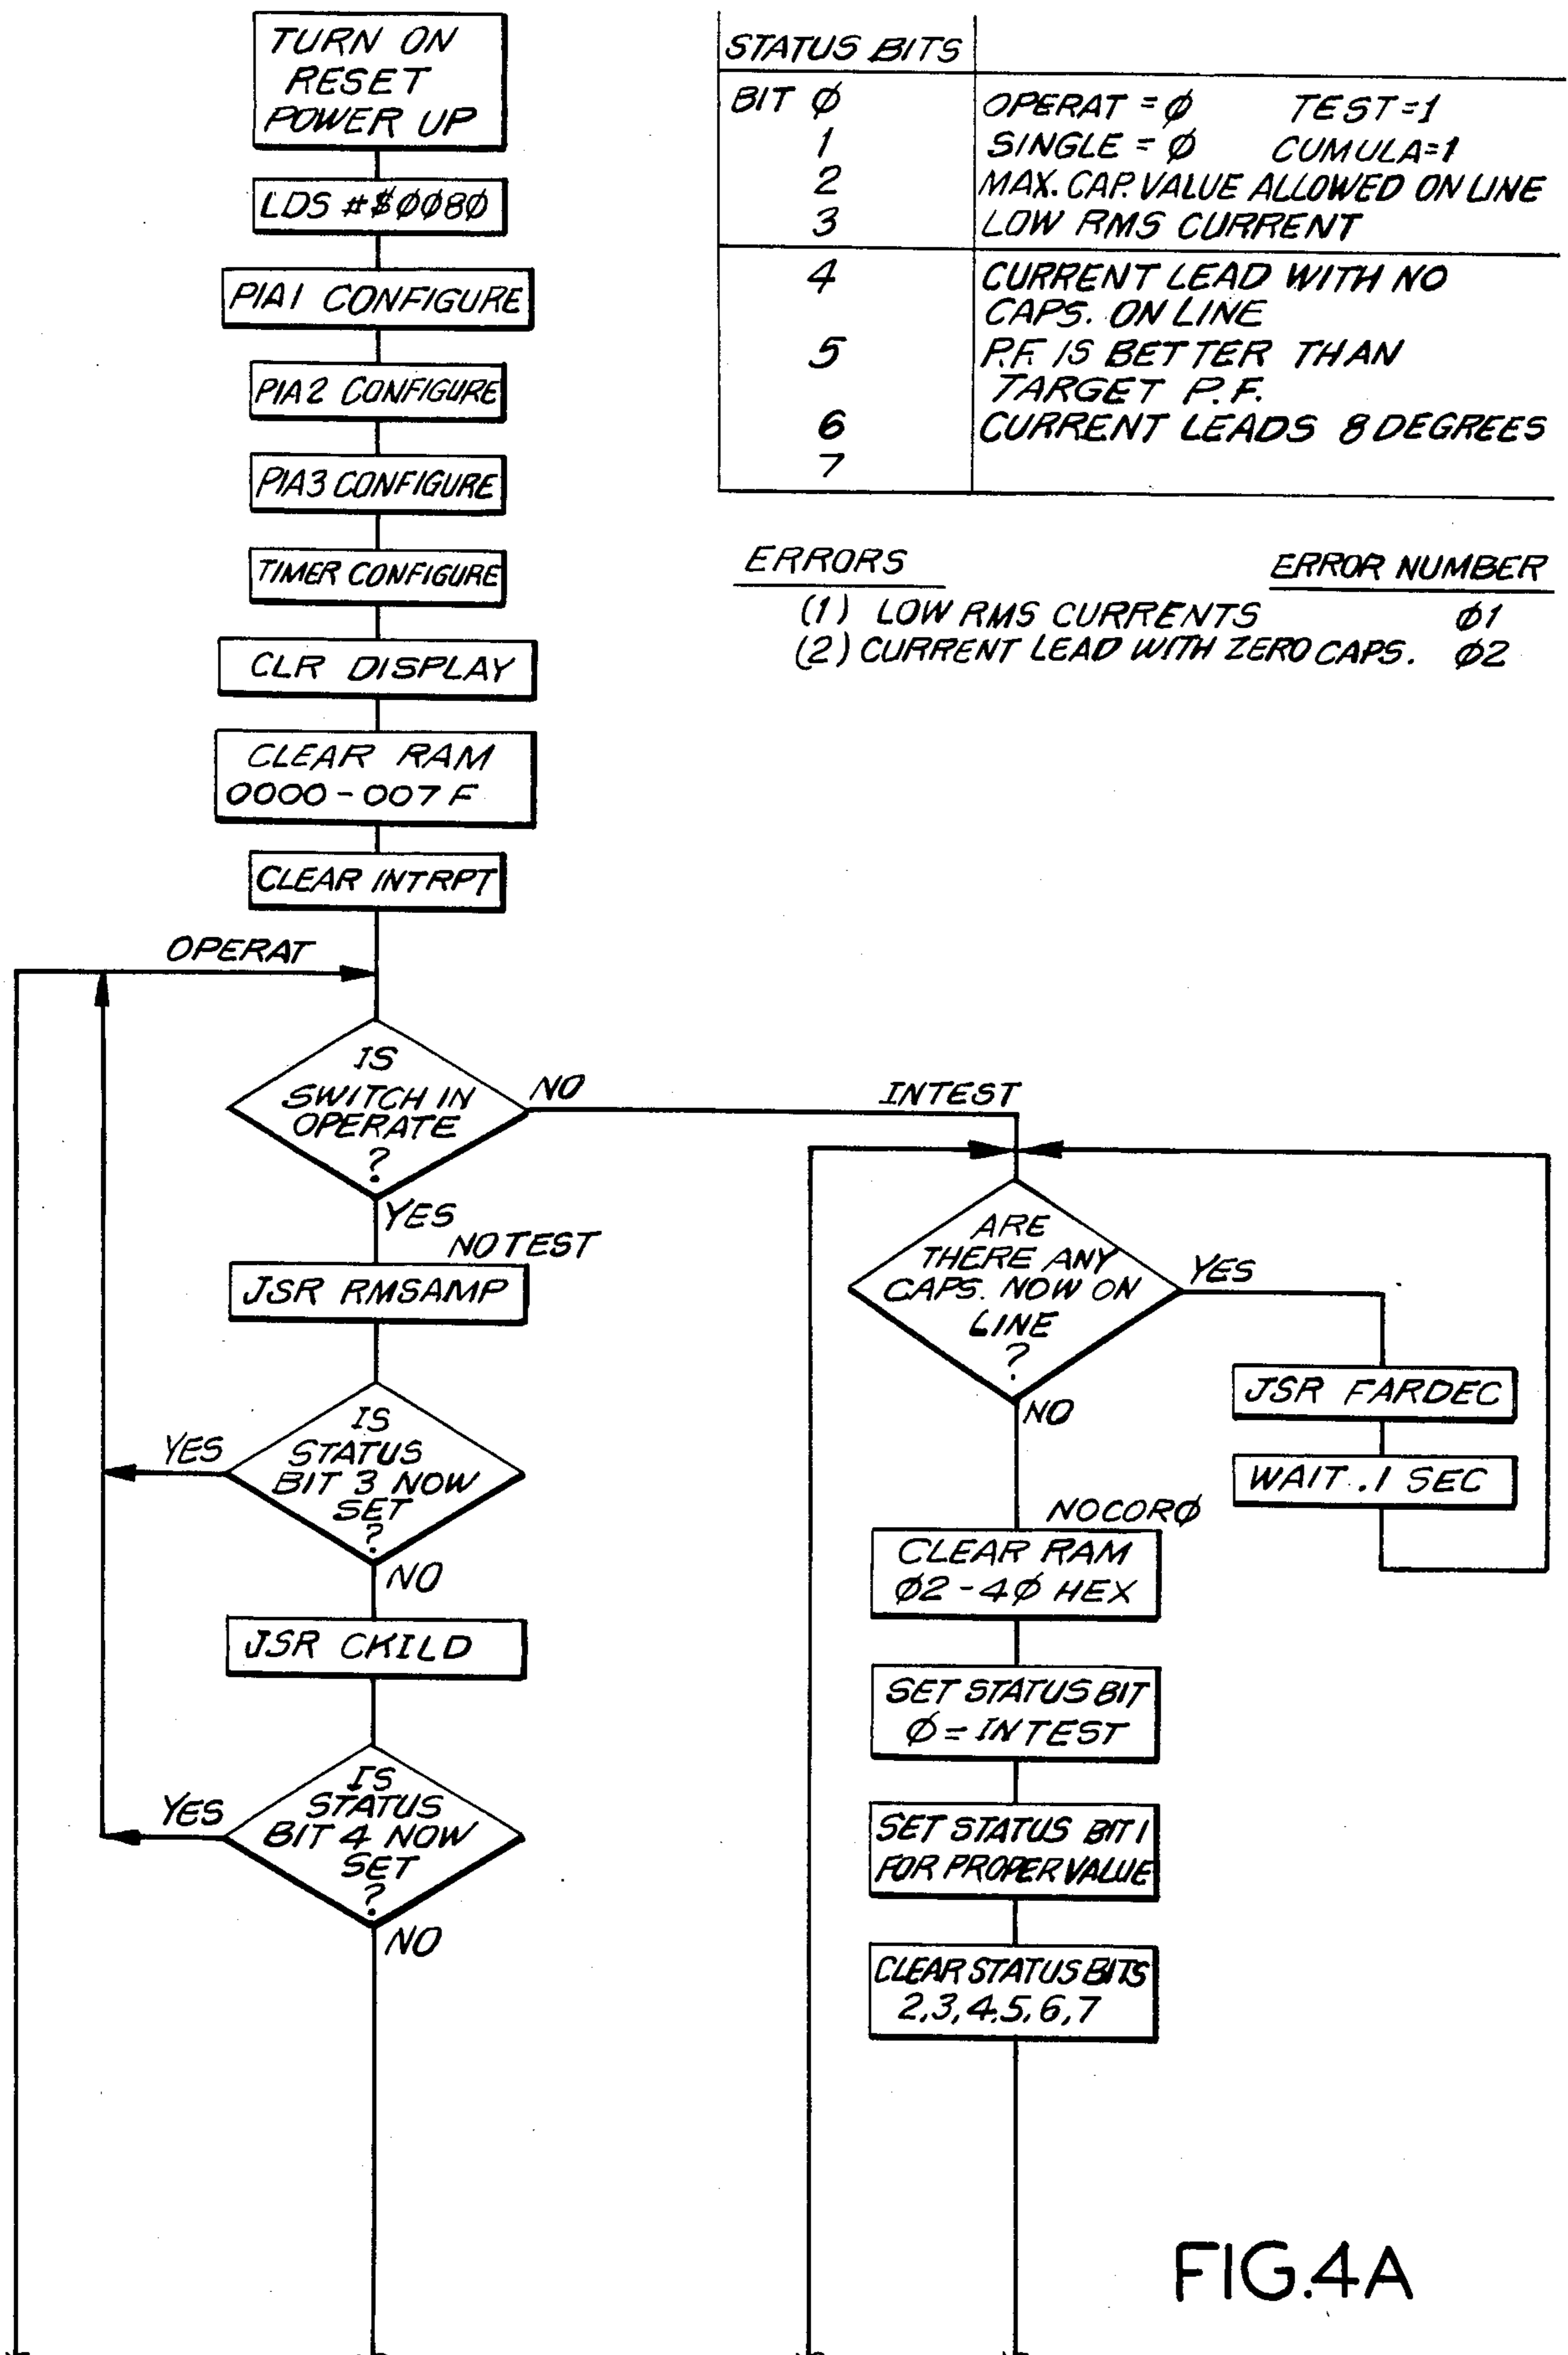 TURN ON
RESET
POWER UP
LDS #$ØØ8Ø
PIA1 CONFIGURE
PIA2 CONFIGURE
PIA3 CONFIGURE
TIMER CONFIGURE
CLR DISPLAY
CLEAR RAM
0000-007F
CLEAR INTRPT
STATUS BITS
BIT Ø OPERAT = Ø TEST=1
1 SINGLE = Ø CUMULA=1
2 MAX. CAP. VALUE ALLOWED ON LINE
3 LOW RMS CURRENT
4 CURRENT LEAD WITH NO
CAPS. ON LINE
5 P.F. IS BETTER THAN
TARGET P.F.
6 CURRENT LEADS 8 DEGREES
7
ERRORS ERROR NUMBER
(1) LOW RMS CURRENTS Ø1
(2) CURRENT LEAD WITH ZERO CAPS. Ø2
OPERAT
IS
SWITCH IN
OPERATE
?
NO
YES
NOTEST
JSR RMSAMP
IS
STATUS
BIT 3 NOW
SET
?
YES
NO
JSR CKILD
IS
STATUS
BIT 4 NOW
SET
?
YES
NO
INTEST
ARE
THERE ANY
CAPS. NOW ON
LINE
?
YES
NO
JSR FARDEC
WAIT .1 SEC
NOCORØ
CLEAR RAM
Ø2-4Ø HEX
SET STATUS BIT
Ø = INTEST
SET STATUS BIT 1
FOR PROPER VALUE
CLEAR STATUS BITS
2,3,4,5,6,7
FIG.4A